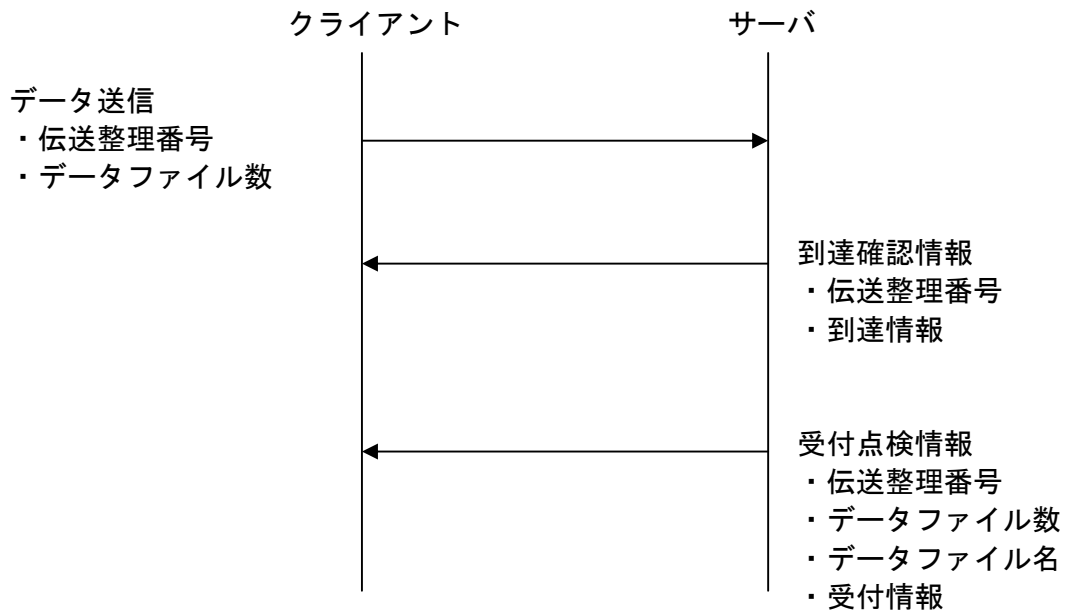 クライアント
サーバ
データ送信
・伝送整理番号
・データファイル数
到達確認情報
・伝送整理番号
・到達情報
受付点検情報
・伝送整理番号
・データファイル数
・データファイル名
・受付情報